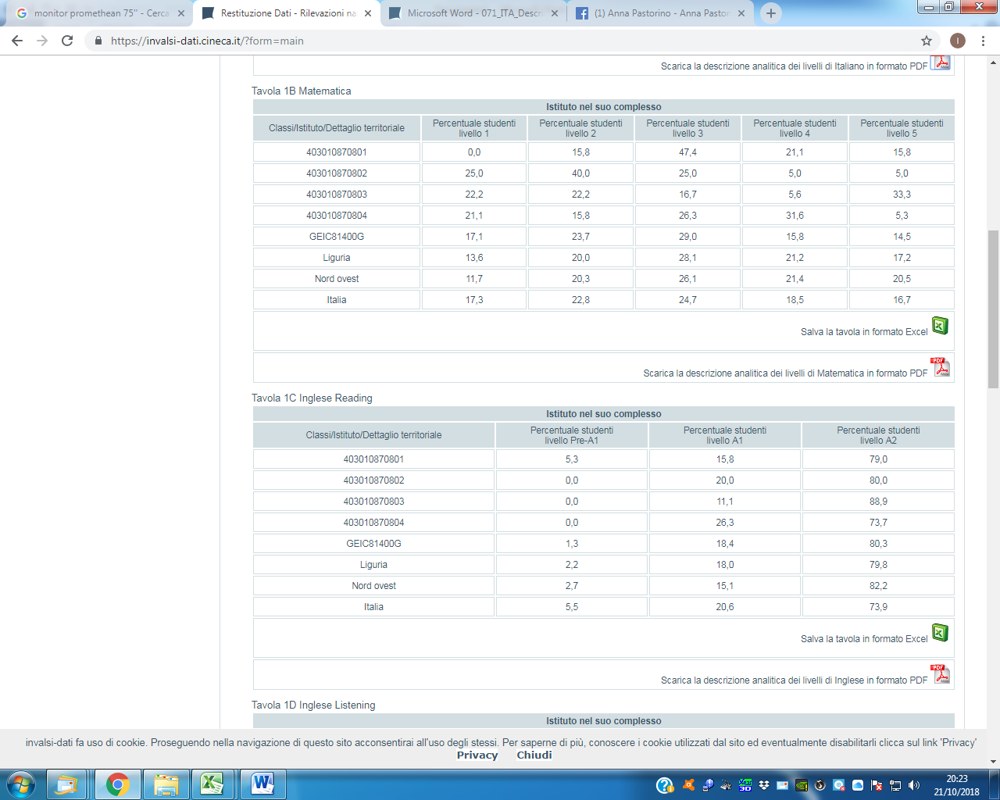 monitor promethean 75" - Cerca
Restituzione Dati - Rilevazioni na
Microsoft Word - 071_ITA_Descr
(1) Anna Pastorino - Anna Pastor
https://invalsi-dati.cineca.it/?form=main
I
Scarica la descrizione analitica dei livelli di Italiano in formato PDF
Tavola 1B Matematica
Istituto nel suo complesso
Classi/Istituto/Dettaglio territoriale Percentuale studenti livello 1 Percentuale studenti livello 2 Percentuale studenti livello 3 Percentuale studenti livello 4 Percentuale studenti livello 5
403010870801 0,0 15,8 47,4 21,1 15,8
403010870802 25,0 40,0 25,0 5,0 5,0
403010870803 22,2 22,2 16,7 5,6 33,3
403010870804 21,1 15,8 26,3 31,6 5,3
GEIC81400G 17,1 23,7 29,0 15,8 14,5
Liguria 13,6 20,0 28,1 21,2 17,2
Nord ovest 11,7 20,3 26,1 21,4 20,5
Italia 17,3 22,8 24,7 18,5 16,7
Salva la tavola in formato Excel
Scarica la descrizione analitica dei livelli di Matematica in formato PDF
Tavola 1C Inglese Reading
Istituto nel suo complesso
Classi/Istituto/Dettaglio territoriale Percentuale studenti livello Pre-A1 Percentuale studenti livello A1 Percentuale studenti livello A2
403010870801 5,3 15,8 79,0
403010870802 0,0 20,0 80,0
403010870803 0,0 11,1 88,9
403010870804 0,0 26,3 73,7
GEIC81400G 1,3 18,4 80,3
Liguria 2,2 18,0 79,8
Nord ovest 2,7 15,1 82,2
Italia 5,5 20,6 73,9
Salva la tavola in formato Excel
Scarica la descrizione analitica dei livelli di Inglese in formato PDF
Tavola 1D Inglese Listening
Istituto nel suo complesso
invalsi-dati fa uso di cookie. Proseguendo nella navigazione di questo sito acconsentirai all'uso degli stessi. Per saperne di più, conoscere i cookie utilizzati dal sito ed eventualmente disabilitarli clicca sul link 'Privacy'
Privacy Chiudi
20:23
21/10/2018